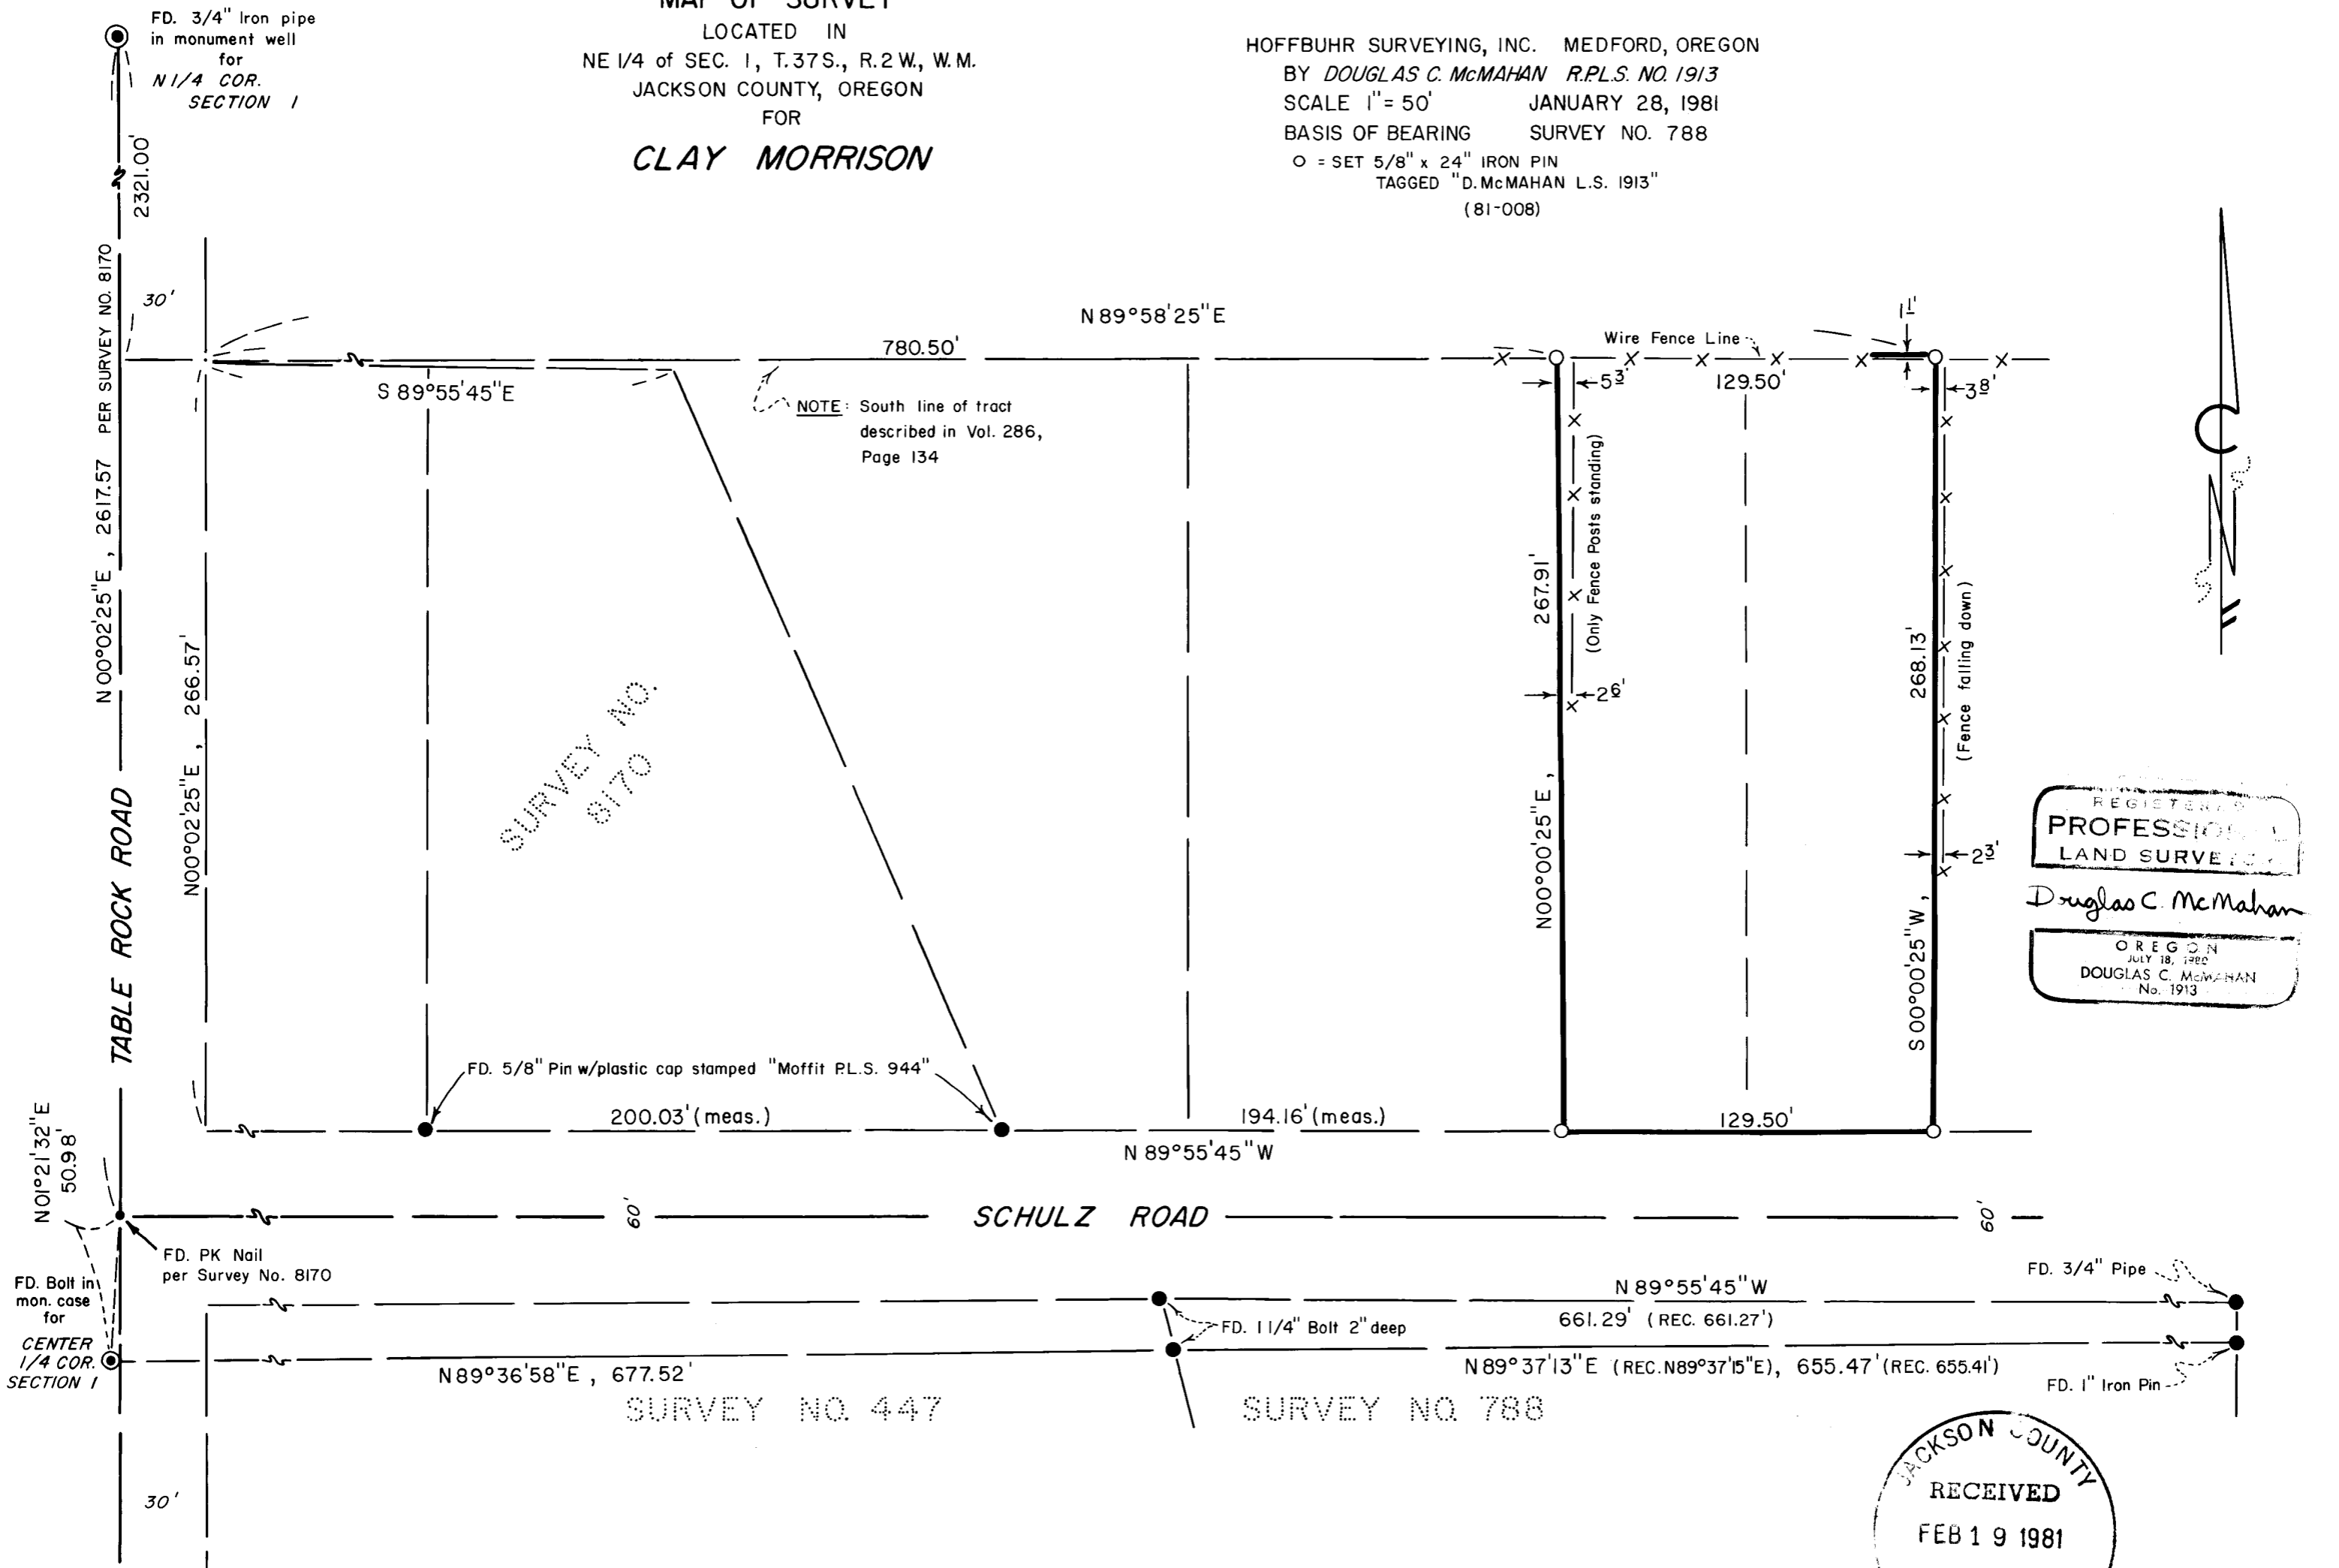 MAP OF SURVEY
LOCATED IN
NE 1/4 of SEC. 1, T.37S., R.2W., W.M.
JACKSON COUNTY, OREGON
FOR
CLAY MORRISON
HOFFBUHR SURVEYING, INC. MEDFORD, OREGON
BY DOUGLAS C. McMAHAN R.P.L.S. NO. 1913
SCALE 1"= 50' JANUARY 28, 1981
BASIS OF BEARING SURVEY NO. 788
O = SET 5/8" x 24" IRON PIN
TAGGED "D.McMAHAN L.S. 1913"
(81-008)
FD. 3/4" Iron pipe
in monument well
for
N 1/4 COR.
SECTION 1
2321.00'
N00°02'25"E , 2617.57 PER SURVEY NO. 8170
30'
N 89°58'25"E
780.50'
S 89°55'45"E
NOTE: South line of tract
described in Vol. 286,
Page 134
Wire Fence Line
1 1'
5 3'
129.50'
3 8'
(Only Fence Posts standing)
N00°00'25"E, 267.91'
2 6'
S 00°00'25"W, 268.13'
(Fence falling down)
2 3'
N00°02'25"E , 266.57'
SURVEY NO.
8170
TABLE ROCK ROAD
REGISTERED
PROFESSIONAL
LAND SURVEYOR
Douglas C. McMahan
OREGON
JULY 18, 1980
DOUGLAS C. McMAHAN
No. 1913
FD. 5/8" Pin w/plastic cap stamped "Moffit P.L.S. 944"
200.03' (meas.)
194.16' (meas.)
129.50'
N 89°55'45"W
N01°21'32"E
50.98'
60'
SCHULZ ROAD
60'
FD. PK Nail
per Survey No. 8170
FD. Bolt in
mon. case
for
CENTER
1/4 COR.
SECTION 1
N 89°55'45"W
661.29' (REC. 661.27')
FD. 3/4" Pipe
FD. 1 1/4" Bolt 2" deep
N89°36'58"E , 677.52'
N89°37'13"E (REC.N89°37'15"E), 655.47' (REC. 655.41')
FD. 1" Iron Pin
SURVEY NO. 447
SURVEY NO. 788
30'
JACKSON COUNTY
RECEIVED
FEB 19 1981
N